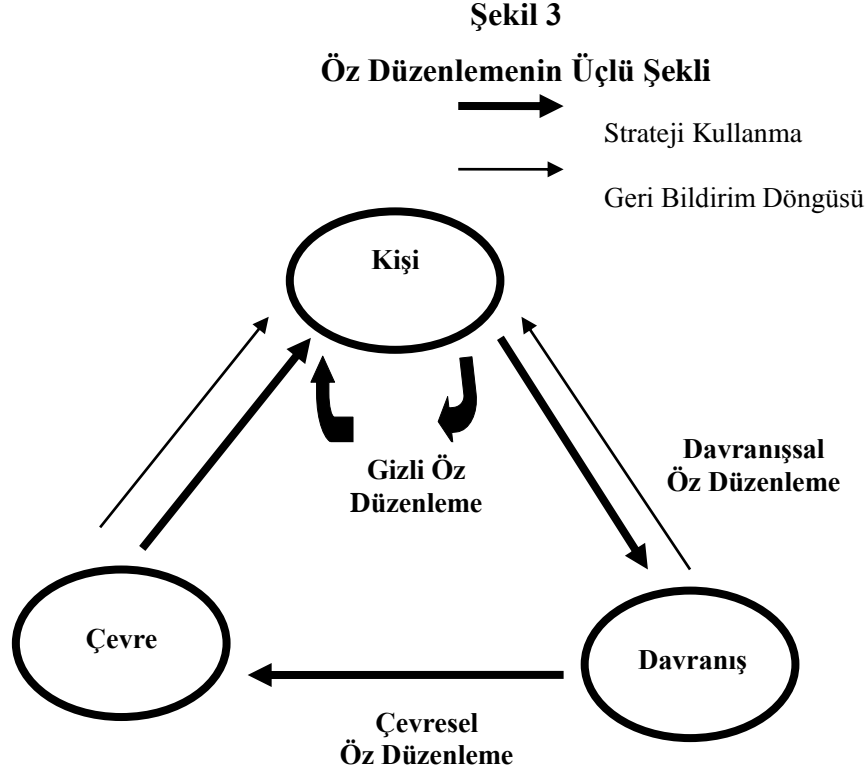 Şekil 3
Öz Düzenlemenin Üçlü Şekli
Strateji Kullanma
Geri Bildirim Döngüsü
Kişi
Gizli Öz
Düzenleme
Davranışsal
Öz Düzenleme
Çevre
Davranış
Çevresel
Öz Düzenleme